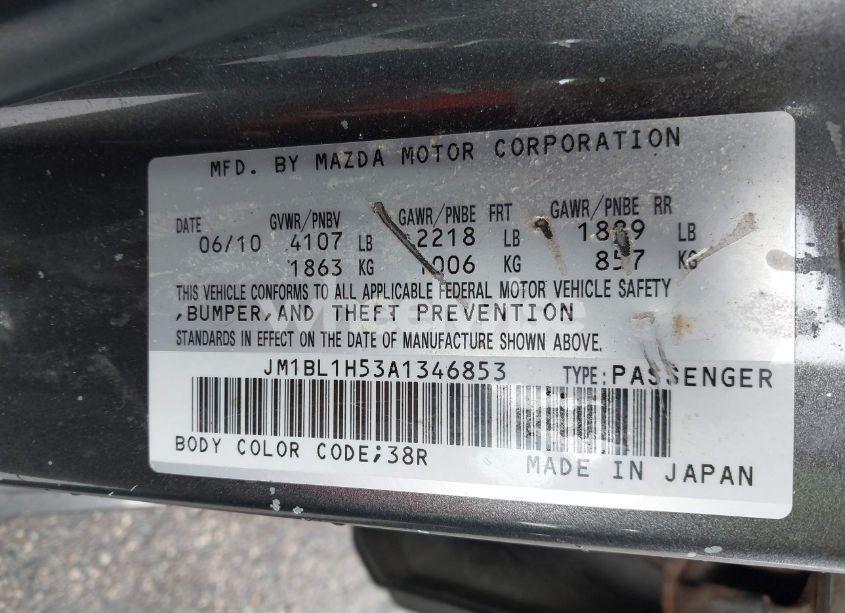 MFD. BY MAZDA MOTOR CORPORATION
DATE GVWR/PNBV GAWR/PNBE FRT GAWR/PNBE RR
06/10 4107 LB 2218 LB 1889 LB
1863 KG 1006 KG 857 KG
THIS VEHICLE CONFORMS TO ALL APPLICABLE FEDERAL MOTOR VEHICLE SAFETY
,BUMPER,AND THEFT PREVENTION
STANDARDS IN EFFECT ON THE DATE OF MANUFACTURE SHOWN ABOVE.
JM1BL1H53A1346853 TYPE:PASSENGER
BODY COLOR CODE;38R MADE IN JAPAN